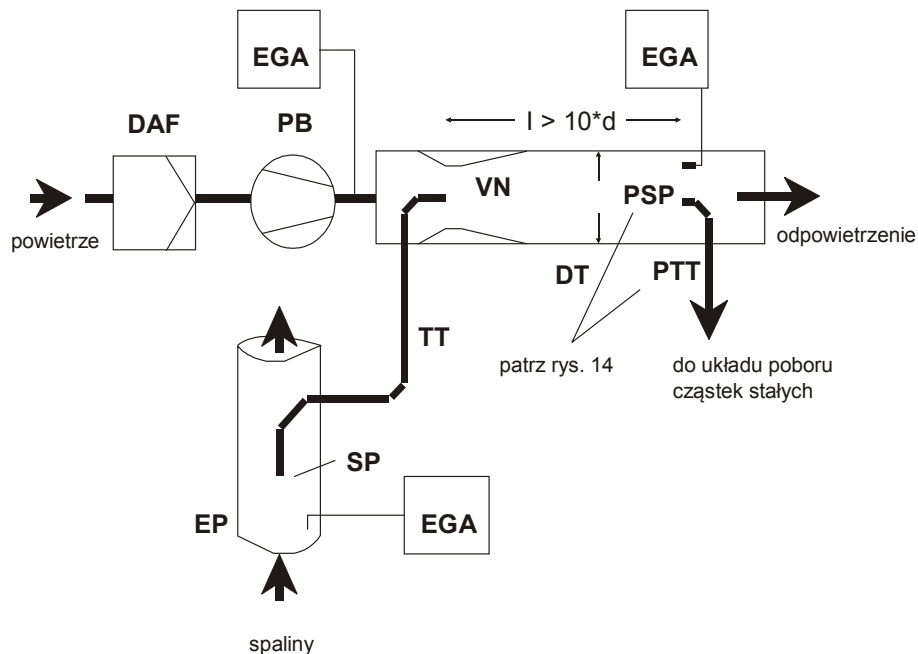 EGA
EGA
DAF
PB
l > 10*d
VN
PSP
powietrze
odpowietrzenie
DT
PTT
TT
patrz rys. 14
do układu poboru
cząstek stałych
SP
EP
EGA
spaliny